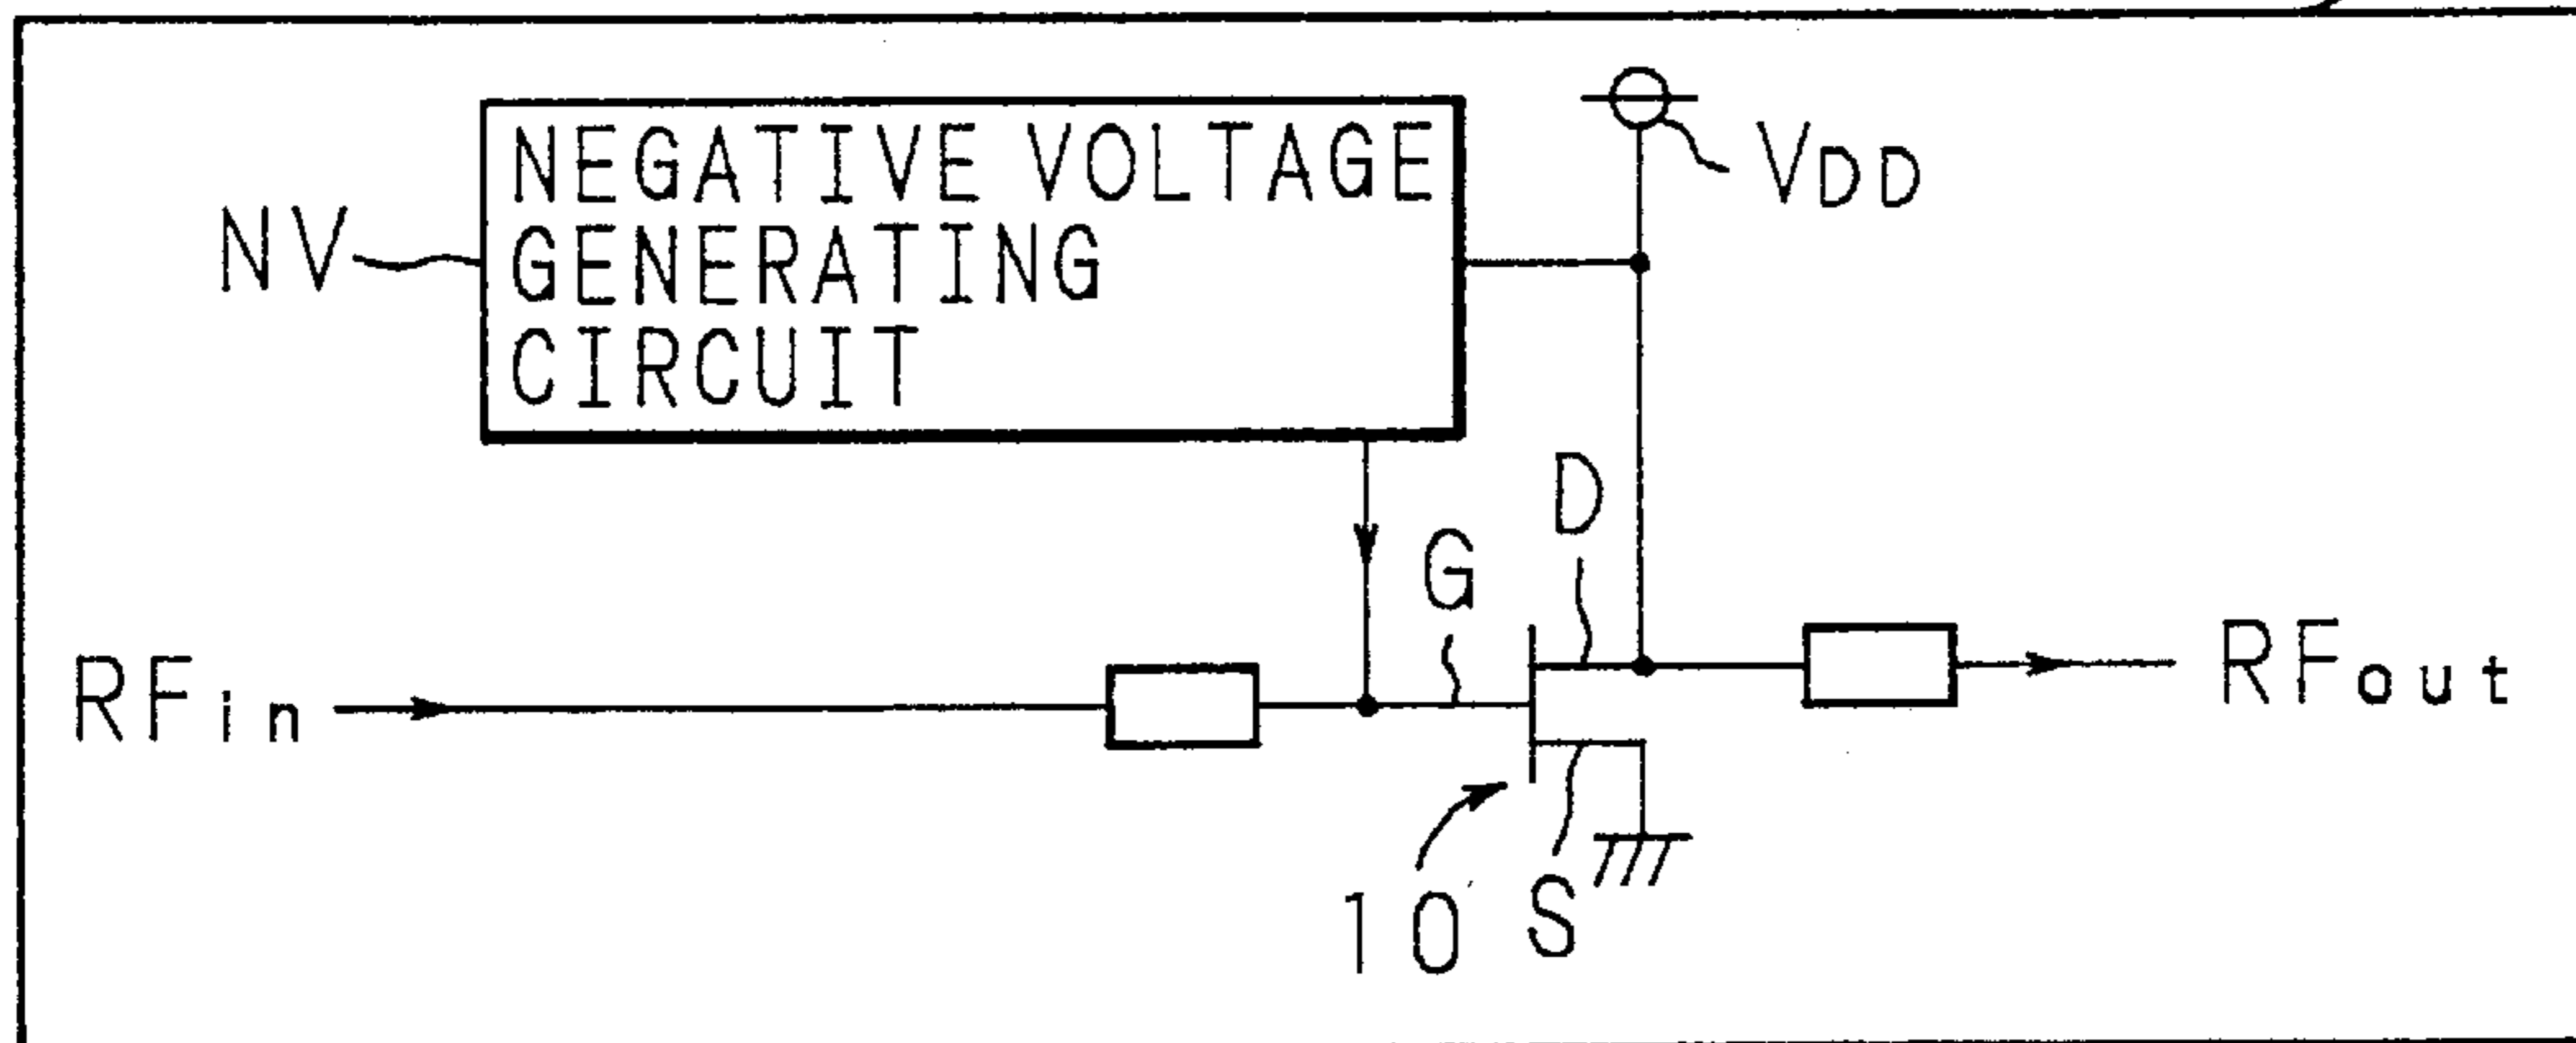 NEGATIVE VOLTAGE
GENERATING
CIRCUIT
NV
VDD
D
G
RFin
RFout
10
S